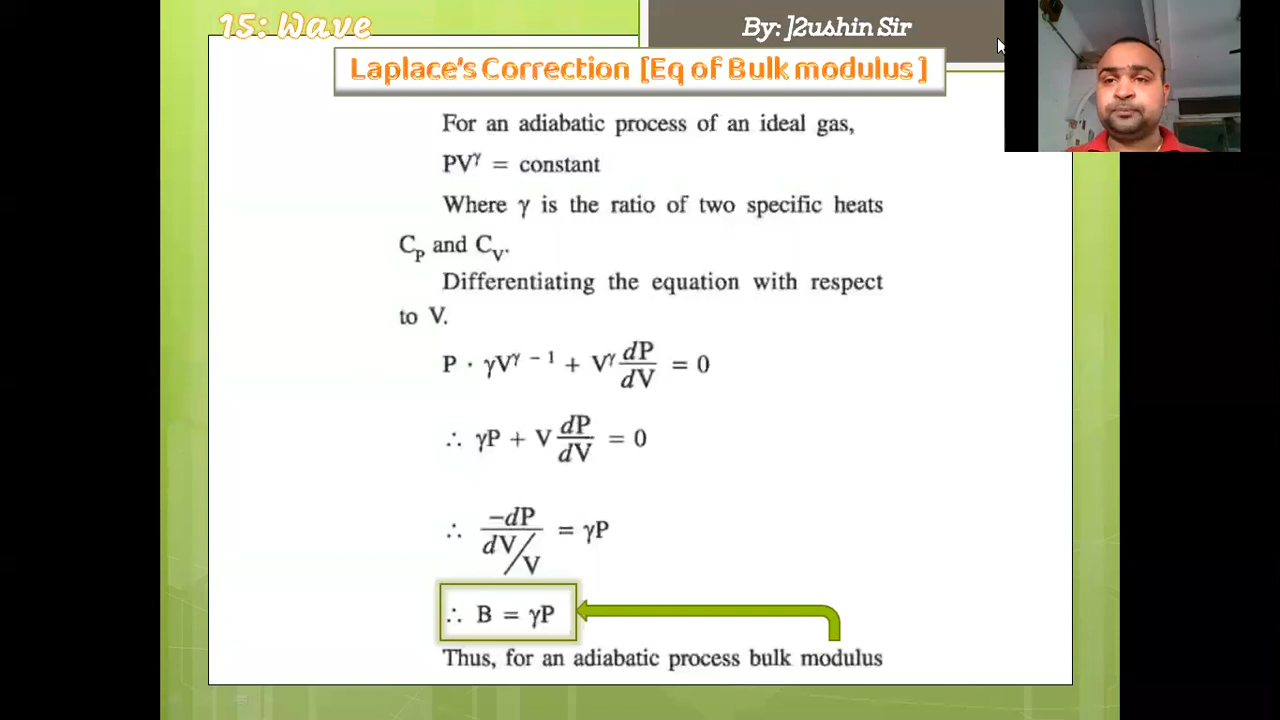 15: Wave
By: J2ushin Sir
Laplace's Correction [Eq of Bulk modulus ]
For an adiabatic process of an ideal gas,
PV^γ = constant
Where γ is the ratio of two specific heats
C_P and C_V.
Differentiating the equation with respect
to V.
P · γV^γ − 1 + V^γ dP/dV = 0
∴ γP + V dP/dV = 0
∴ −dP/dV/V = γP
∴ B = γP
Thus, for an adiabatic process bulk modulus